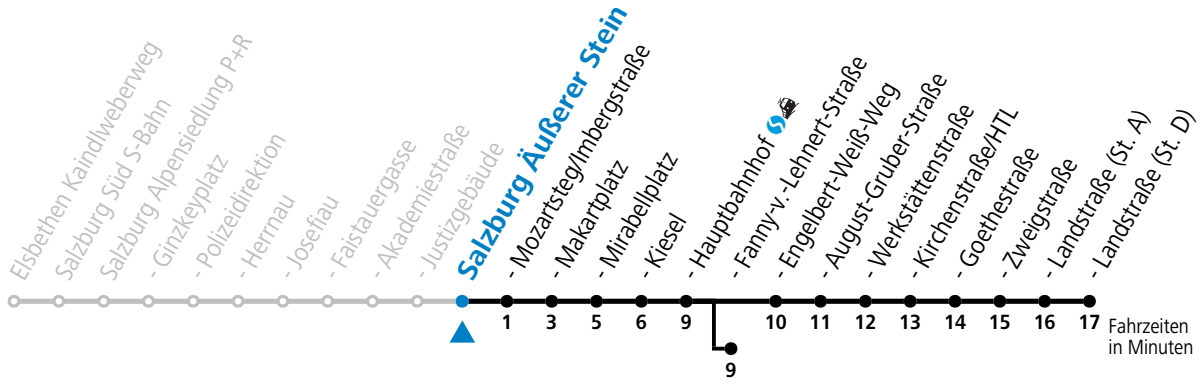 Elsbethen Kaindlweberweg
Salzburg Süd S-Bahn
Salzburg Alpensiedlung P+R
- Ginzkeyplatz
- Polizeidirektion
- Herrnau
- Josefiau
- Faistauergasse
- Akademiestraße
- Justizgebäude
Salzburg Äußerer Stein
- Mozartsteg/Imbergstraße
- Makartplatz
- Mirabellplatz
- Kiesel
- Hauptbahnhof
- Fanny-v.-Lehnert-Straße
- Engelbert-Weiß-Weg
- August-Gruber-Straße
- Werkstättenstraße
- Kirchenstraße/HTL
- Goethestraße
- Zweigstraße
- Landstraße (St. A)
- Landstraße (St. D)
1 3 5 6 9 10 11 12 13 14 15 16 17
9
Fahrzeiten
in Minuten